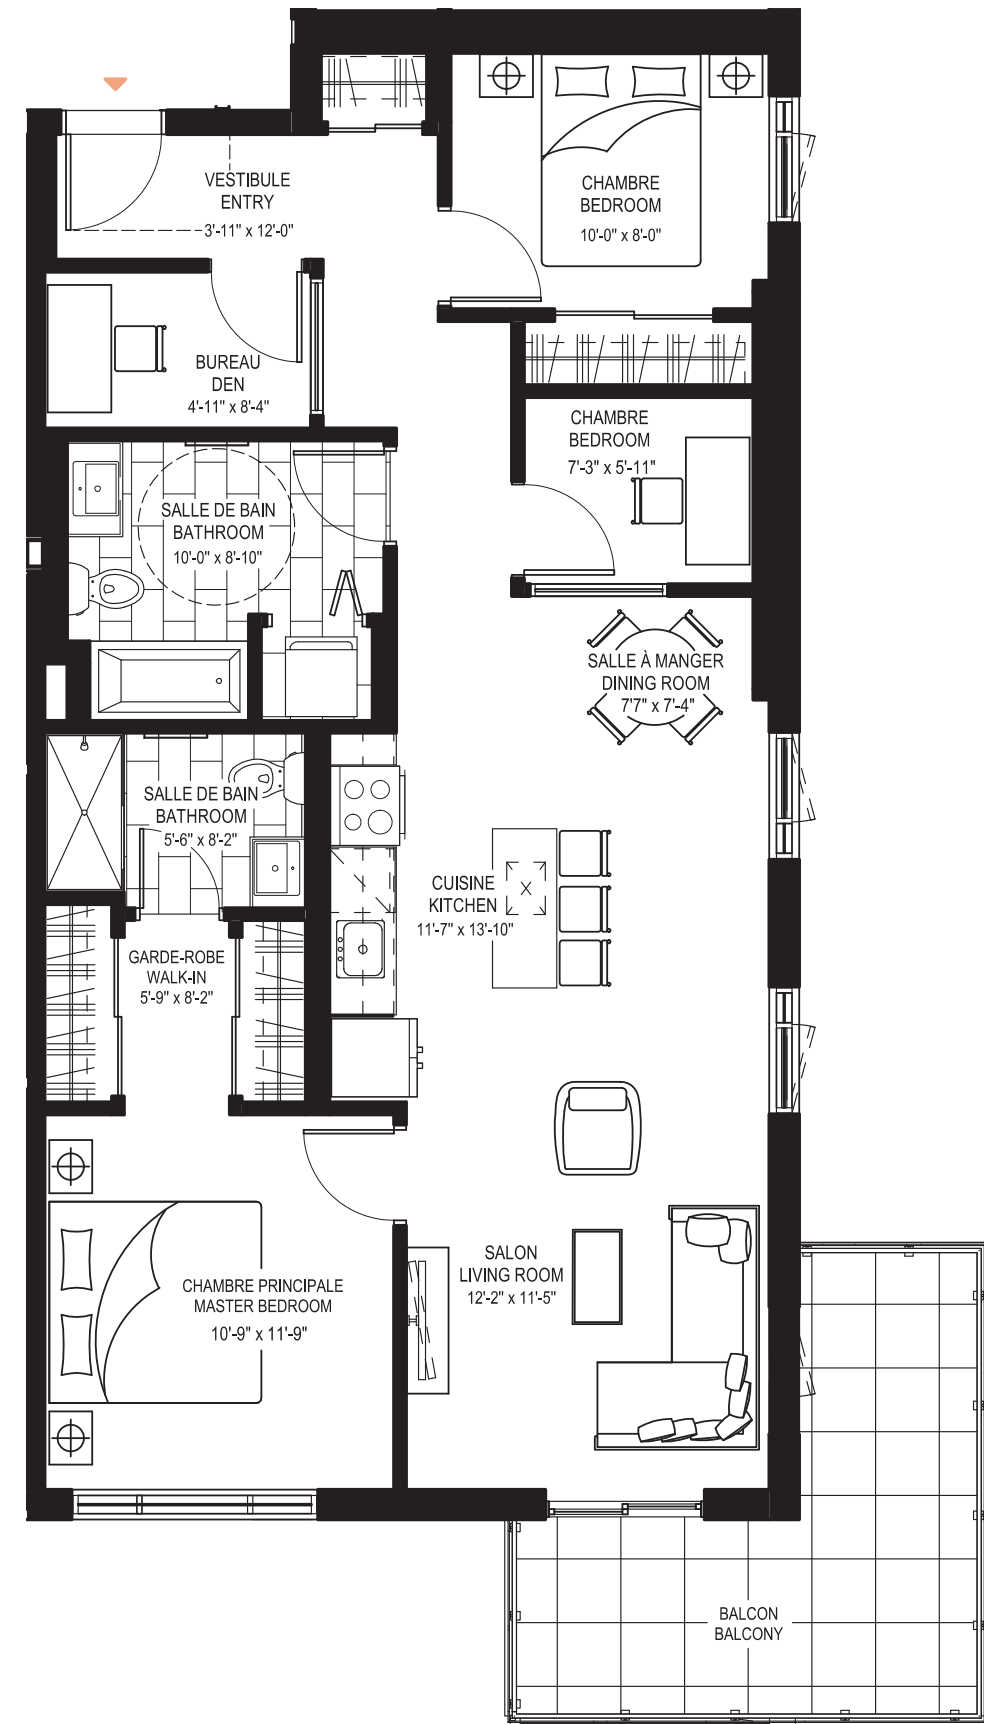 VESTIBULE
ENTRY
3'-11" x 12'-0"
CHAMBRE
BEDROOM
10'-0" x 8'-0"
BUREAU
DEN
4'-11" x 8'-4"
CHAMBRE
BEDROOM
7'-3" x 5'-11"
SALLE DE BAIN
BATHROOM
10'-0" x 8'-10"
SALLE À MANGER
DINING ROOM
7'7" x 7'-4"
SALLE DE BAIN
BATHROOM
5'-6" x 8'-2"
CUISINE
KITCHEN
11'-7" x 13'-10"
GARDE-ROBE
WALK-IN
5'-9" x 8'-2"
SALON
LIVING ROOM
12'-2" x 11'-5"
CHAMBRE PRINCIPALE
MASTER BEDROOM
10'-9" x 11'-9"
BALCON
BALCONY